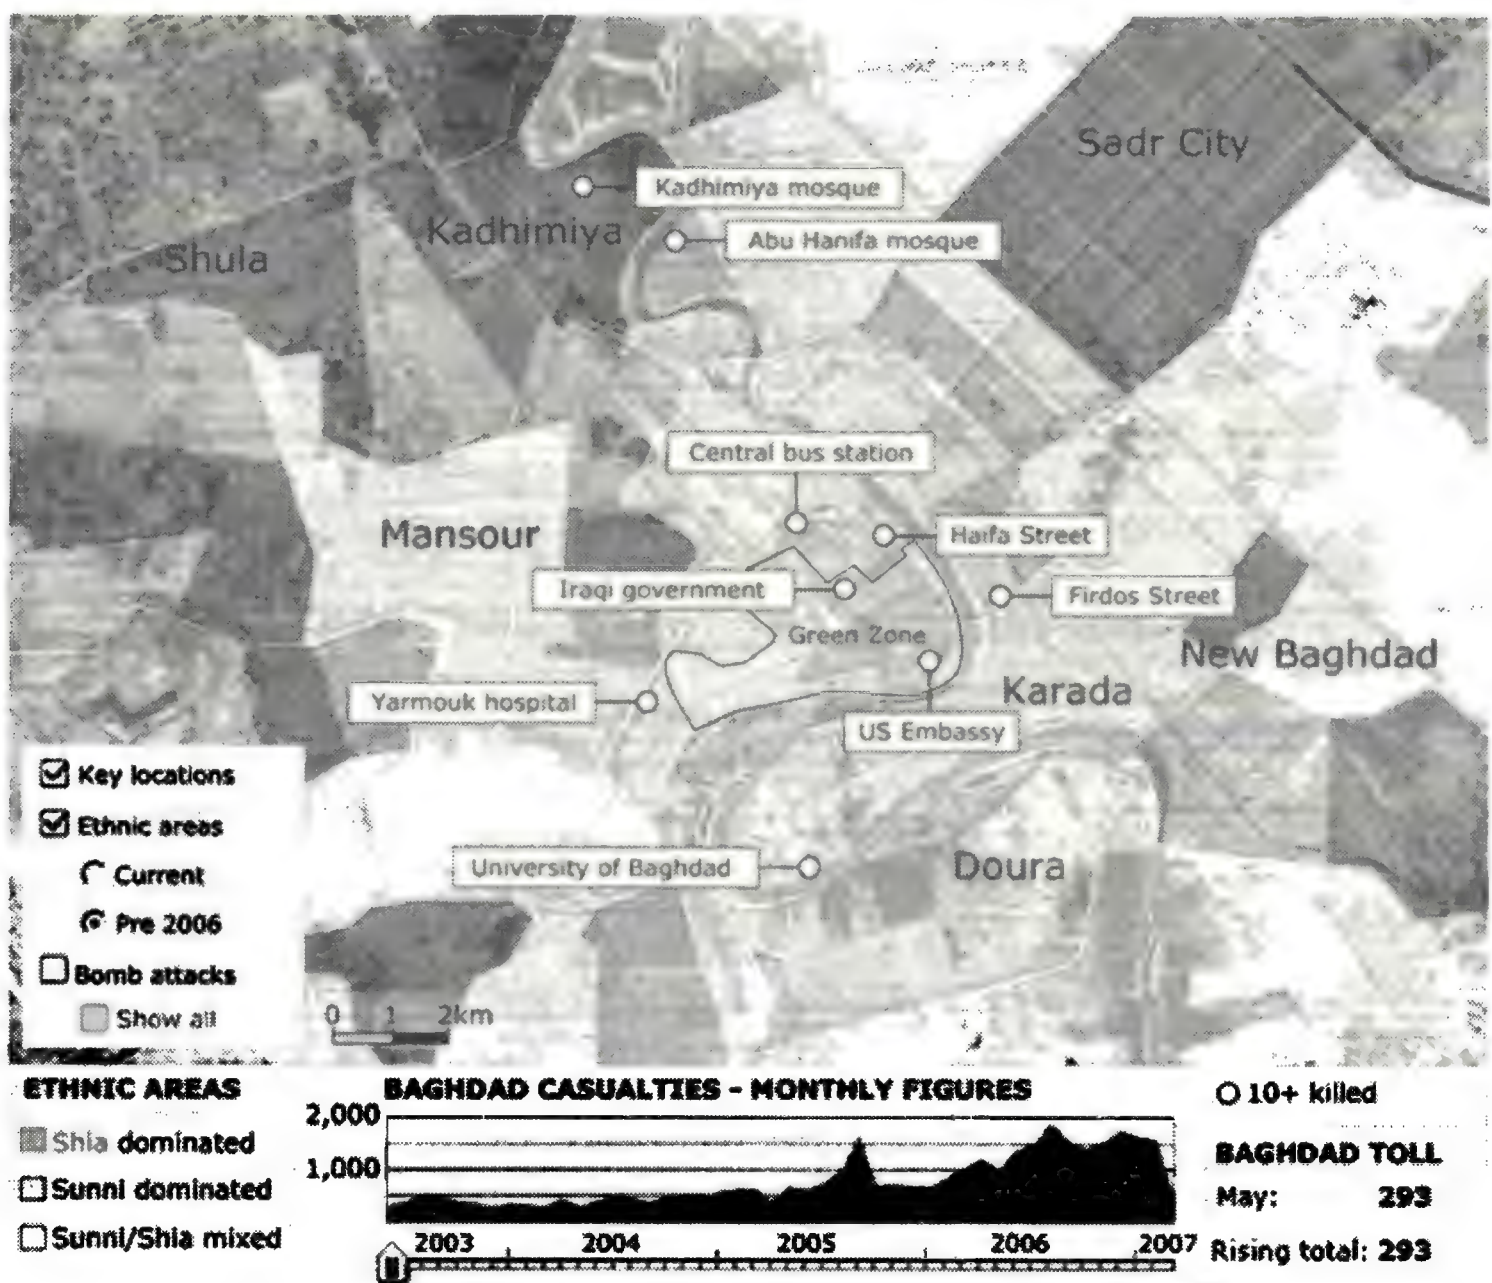 Sadr City
Kadhimiya mosque
Kadhimiya
Abu Hanifa mosque
Shula
Central bus station
Mansour
Haifa Street
Iraqi government
Firdos Street
Green Zone
New Baghdad
Karada
Yarmouk hospital
US Embassy
Key locations
Ethnic areas
Current
Pre 2006
Bomb attacks
Show all
University of Baghdad
Doura
0 1 2km
ETHNIC AREAS
Shia dominated
Sunni dominated
Sunni/Shia mixed
BAGHDAD CASUALTIES - MONTHLY FIGURES
2,000
1,000
2003 2004 2005 2006 2007
10+ killed
BAGHDAD TOLL
May: 293
Rising total: 293